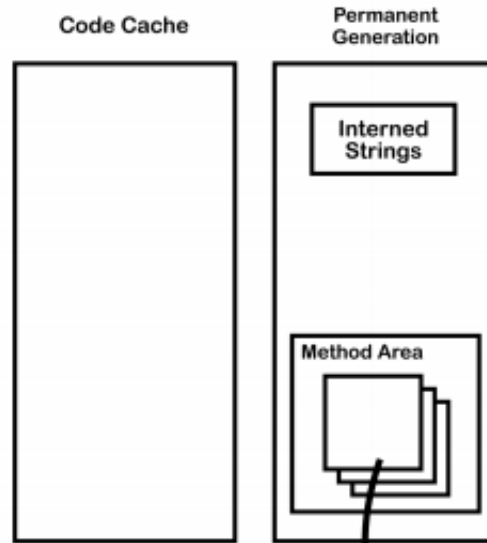 Code Cache
Permanent
Generation
Interned
Strings
Method Area